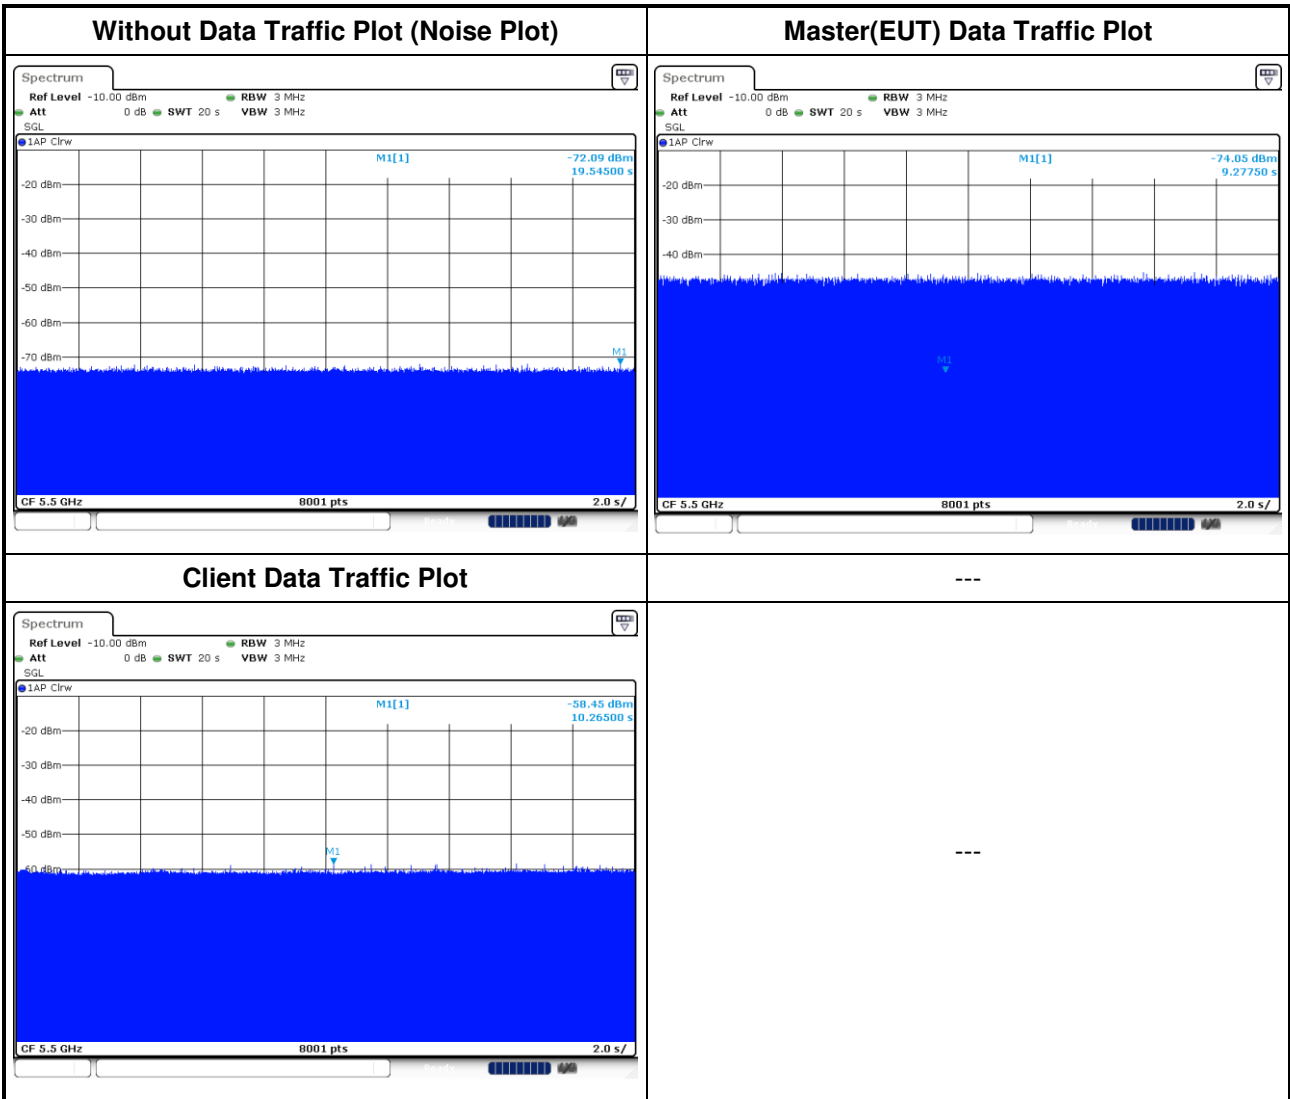 Without Data Traffic Plot (Noise Plot)
Master(EUT) Data Traffic Plot
Spectrum
Ref Level -10.00 dBm RBW 3 MHz
Att 0 dB SWT 20 s VBW 3 MHz
SGL
1AP Clrw
M1[1] -72.09 dBm
19.54500 s
-20 dBm
-30 dBm
-40 dBm
-50 dBm
-60 dBm
-70 dBm
M1
CF 5.5 GHz 8001 pts 2.0 s/
Ready
Spectrum
Ref Level -10.00 dBm RBW 3 MHz
Att 0 dB SWT 20 s VBW 3 MHz
SGL
1AP Clrw
M1[1] -74.05 dBm
9.27750 s
-20 dBm
-30 dBm
-40 dBm
M1
CF 5.5 GHz 8001 pts 2.0 s/
Ready
Client Data Traffic Plot
---
Spectrum
Ref Level -10.00 dBm RBW 3 MHz
Att 0 dB SWT 20 s VBW 3 MHz
SGL
1AP Clrw
M1[1] -58.45 dBm
10.26500 s
-20 dBm
-30 dBm
-40 dBm
-50 dBm
M1
-60 dBm
CF 5.5 GHz 8001 pts 2.0 s/
Ready
---